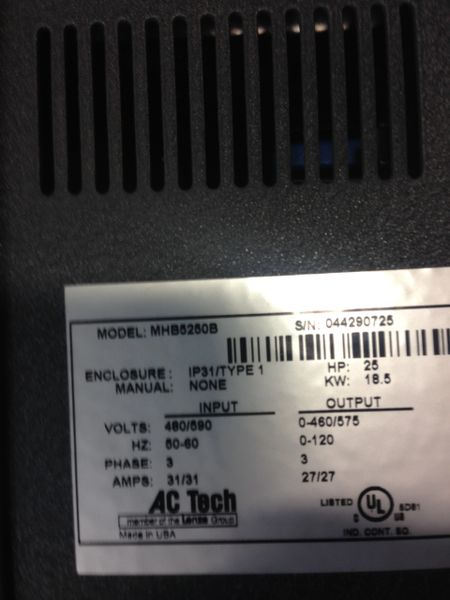 MODEL: MHB5250B S/N: 044290725
ENCLOSURE: IP31/TYPE 1 HP: 25
MANUAL: NONE KW: 18.5
INPUT OUTPUT
VOLTS: 480/590 0-460/575
HZ: 50-60 0-120
PHASE: 3 3
AMPS: 31/31 27/27
AC Tech
member of the Lenze Group
Made in USA
LISTED UL 5D81
C US
IND. CONT. EQ.